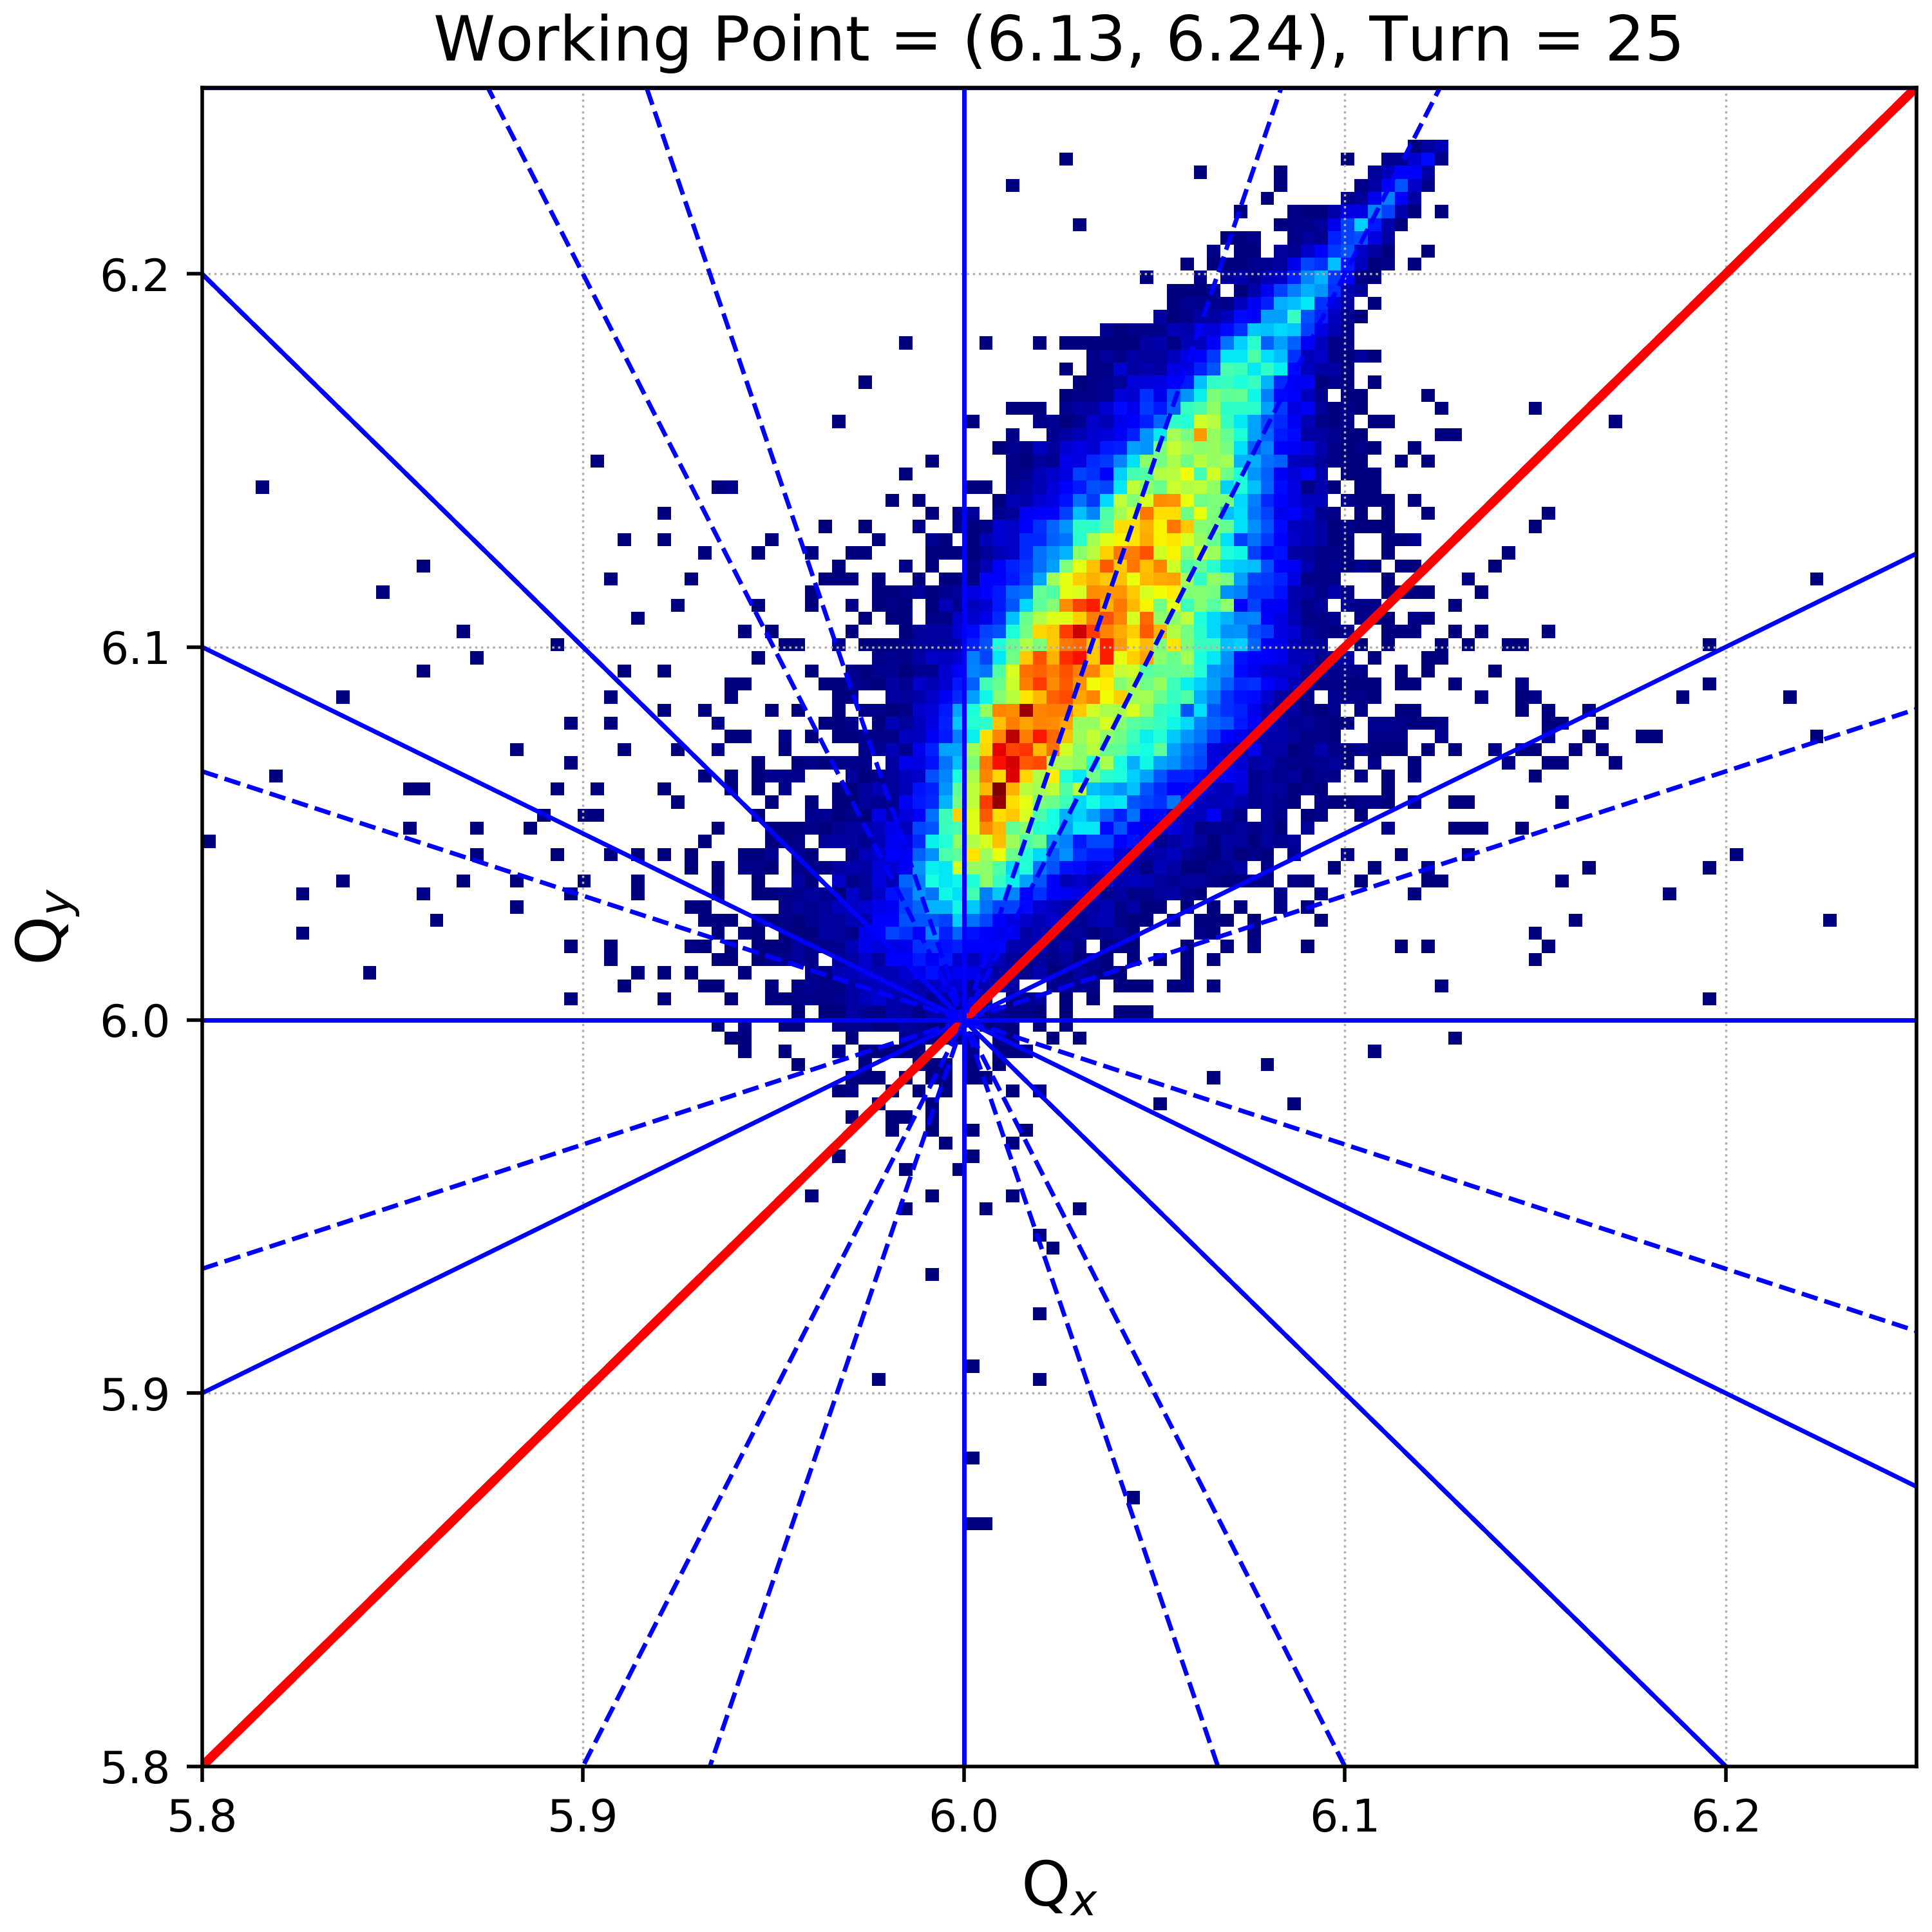 Working Point = (6.13, 6.24), Turn = 25
6.2
6.1
6.0
5.9
5.8
Qy
5.8 5.9 6.0 6.1 6.2
Qx